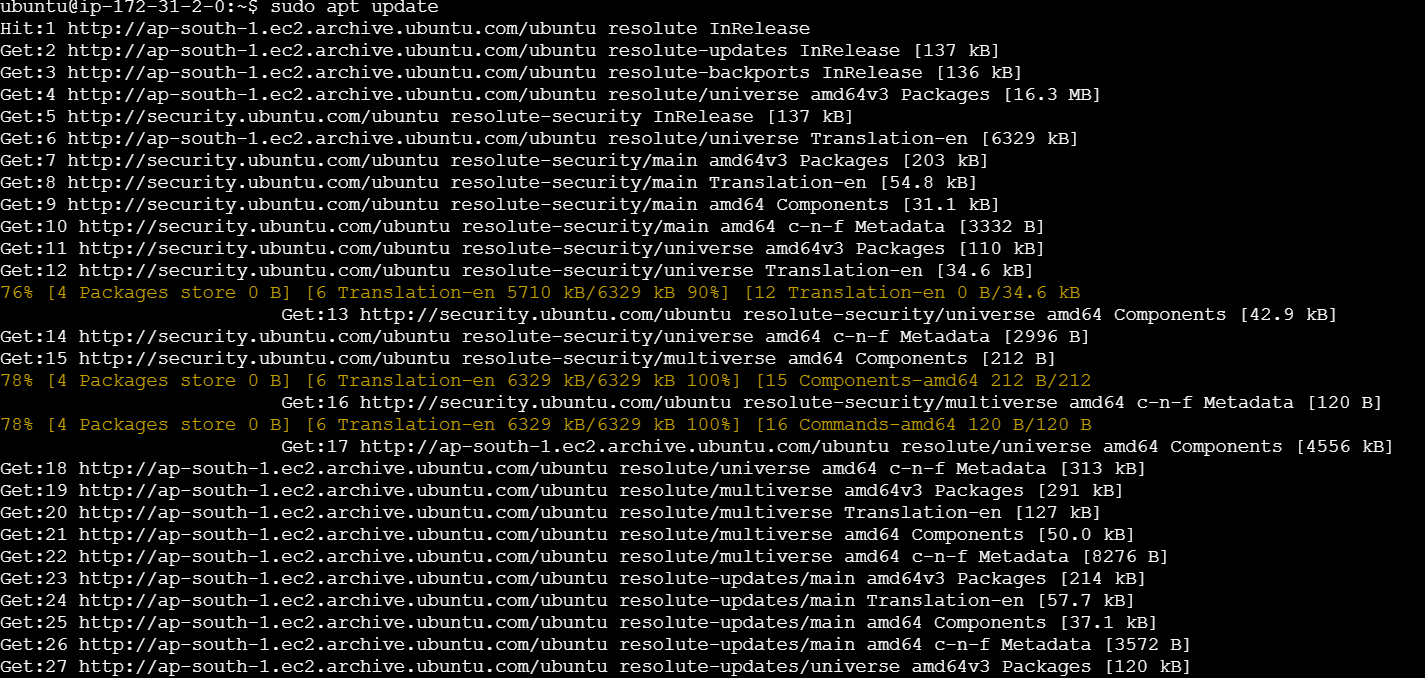 ubuntu@ip-172-31-2-0:~$ sudo apt update
Hit:1 http://ap-south-1.ec2.archive.ubuntu.com/ubuntu resolute InRelease
Get:2 http://ap-south-1.ec2.archive.ubuntu.com/ubuntu resolute-updates InRelease [137 kB]
Get:3 http://ap-south-1.ec2.archive.ubuntu.com/ubuntu resolute-backports InRelease [136 kB]
Get:4 http://ap-south-1.ec2.archive.ubuntu.com/ubuntu resolute/universe amd64v3 Packages [16.3 MB]
Get:5 http://security.ubuntu.com/ubuntu resolute-security InRelease [137 kB]
Get:6 http://ap-south-1.ec2.archive.ubuntu.com/ubuntu resolute/universe Translation-en [6329 kB]
Get:7 http://security.ubuntu.com/ubuntu resolute-security/main amd64v3 Packages [203 kB]
Get:8 http://security.ubuntu.com/ubuntu resolute-security/main Translation-en [54.8 kB]
Get:9 http://security.ubuntu.com/ubuntu resolute-security/main amd64 Components [31.1 kB]
Get:10 http://security.ubuntu.com/ubuntu resolute-security/main amd64 c-n-f Metadata [3332 B]
Get:11 http://security.ubuntu.com/ubuntu resolute-security/universe amd64v3 Packages [110 kB]
Get:12 http://security.ubuntu.com/ubuntu resolute-security/universe Translation-en [34.6 kB]
76% [4 Packages store 0 B] [6 Translation-en 5710 kB/6329 kB 90%] [12 Translation-en 0 B/34.6 kB
Get:13 http://security.ubuntu.com/ubuntu resolute-security/universe amd64 Components [42.9 kB]
Get:14 http://security.ubuntu.com/ubuntu resolute-security/universe amd64 c-n-f Metadata [2996 B]
Get:15 http://security.ubuntu.com/ubuntu resolute-security/multiverse amd64 Components [212 B]
78% [4 Packages store 0 B] [6 Translation-en 6329 kB/6329 kB 100%] [15 Components-amd64 212 B/212
Get:16 http://security.ubuntu.com/ubuntu resolute-security/multiverse amd64 c-n-f Metadata [120 B]
78% [4 Packages store 0 B] [6 Translation-en 6329 kB/6329 kB 100%] [16 Commands-amd64 120 B/120 B
Get:17 http://ap-south-1.ec2.archive.ubuntu.com/ubuntu resolute/universe amd64 Components [4556 kB]
Get:18 http://ap-south-1.ec2.archive.ubuntu.com/ubuntu resolute/universe amd64 c-n-f Metadata [313 kB]
Get:19 http://ap-south-1.ec2.archive.ubuntu.com/ubuntu resolute/multiverse amd64v3 Packages [291 kB]
Get:20 http://ap-south-1.ec2.archive.ubuntu.com/ubuntu resolute/multiverse Translation-en [127 kB]
Get:21 http://ap-south-1.ec2.archive.ubuntu.com/ubuntu resolute/multiverse amd64 Components [50.0 kB]
Get:22 http://ap-south-1.ec2.archive.ubuntu.com/ubuntu resolute/multiverse amd64 c-n-f Metadata [8276 B]
Get:23 http://ap-south-1.ec2.archive.ubuntu.com/ubuntu resolute-updates/main amd64v3 Packages [214 kB]
Get:24 http://ap-south-1.ec2.archive.ubuntu.com/ubuntu resolute-updates/main Translation-en [57.7 kB]
Get:25 http://ap-south-1.ec2.archive.ubuntu.com/ubuntu resolute-updates/main amd64 Components [37.1 kB]
Get:26 http://ap-south-1.ec2.archive.ubuntu.com/ubuntu resolute-updates/main amd64 c-n-f Metadata [3572 B]
Get:27 http://ap-south-1.ec2.archive.ubuntu.com/ubuntu resolute-updates/universe amd64v3 Packages [120 kB]